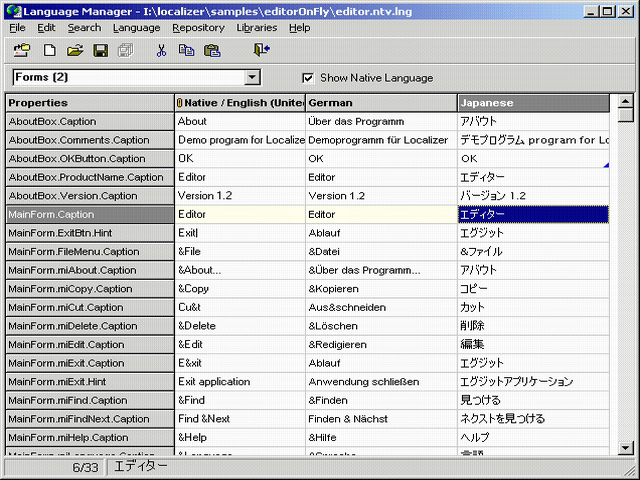 Language Manager - I:\localizer\samples\editorOnFly\editor.ntv.lng
File Edit Search Language Repository Libraries Help
Forms (2) Show Native Language
Properties Native / English (Unite German Japanese
AboutBox.Caption About Über das Programm アバウト
AboutBox.Comments.Caption Demo program for Localize Demoprogramm für Localizer デモプログラム program for Lo
AboutBox.OKButton.Caption OK OK OK
AboutBox.ProductName.Caption Editor Editor エディター
AboutBox.Version.Caption Version 1.2 Version 1.2 バージョン 1.2
MainForm.Caption Editor Editor エディター
MainForm.ExitBtn.Hint Exit Ablauf エグジット
MainForm.FileMenu.Caption &File &Datei &ファイル
MainForm.miAbout.Caption &About... &Über das Programm... アバウト
MainForm.miCopy.Caption &Copy &Kopieren コピー
MainForm.miCut.Caption Cu&t Aus&schneiden カット
MainForm.miDelete.Caption &Delete &Löschen 削除
MainForm.miEdit.Caption &Edit &Redigieren 編集
MainForm.miExit.Caption E&xit Ablauf エグジット
MainForm.miExit.Hint Exit application Anwendung schließen エグジットアプリケーション
MainForm.miFind.Caption &Find &Finden 見つける
MainForm.miFindNext.Caption Find &Next Finden & Nächst ネクストを見つける
MainForm.miHelp.Caption &Help &Hilfe ヘルプ
6/33 エディター